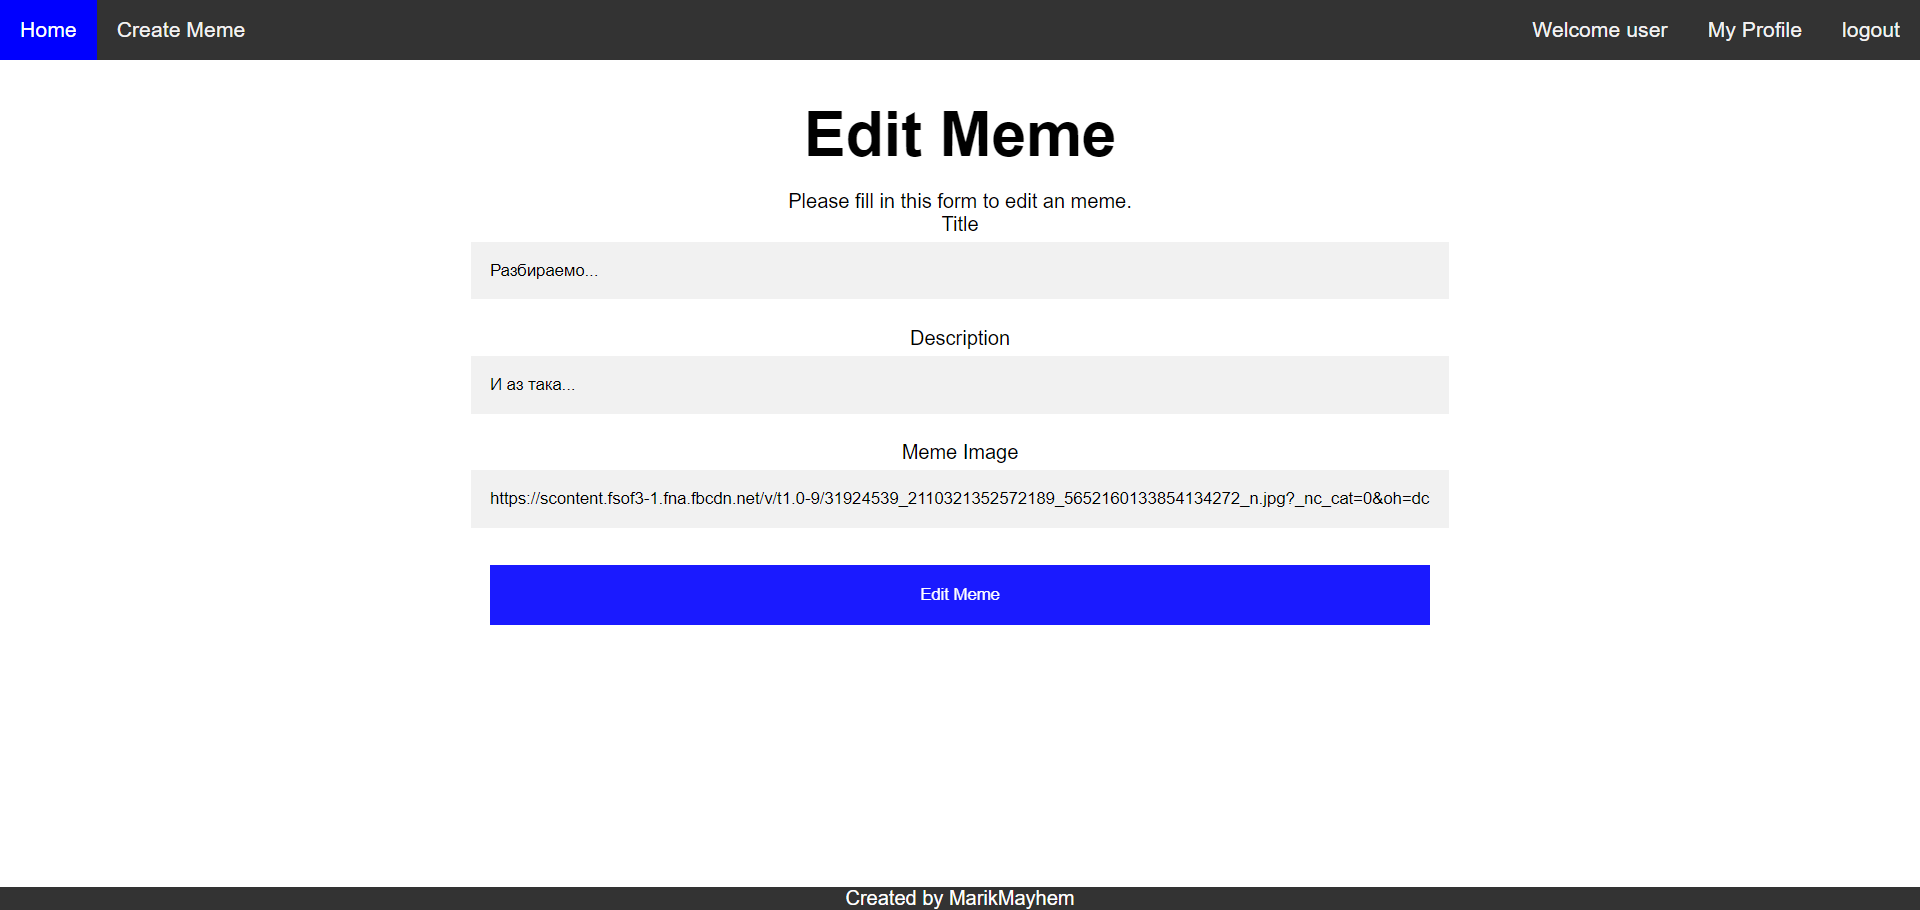 Home Create Meme Welcome user My Profile logout
Edit Meme
Please fill in this form to edit an meme.
Title
Разбираемо...
Description
И аз така...
Meme Image
https://scontent.fsof3-1.fna.fbcdn.net/v/t1.0-9/31924539_2110321352572189_5652160133854134272_n.jpg?_nc_cat=0&oh=dc
Edit Meme
Created by MarikMayhem